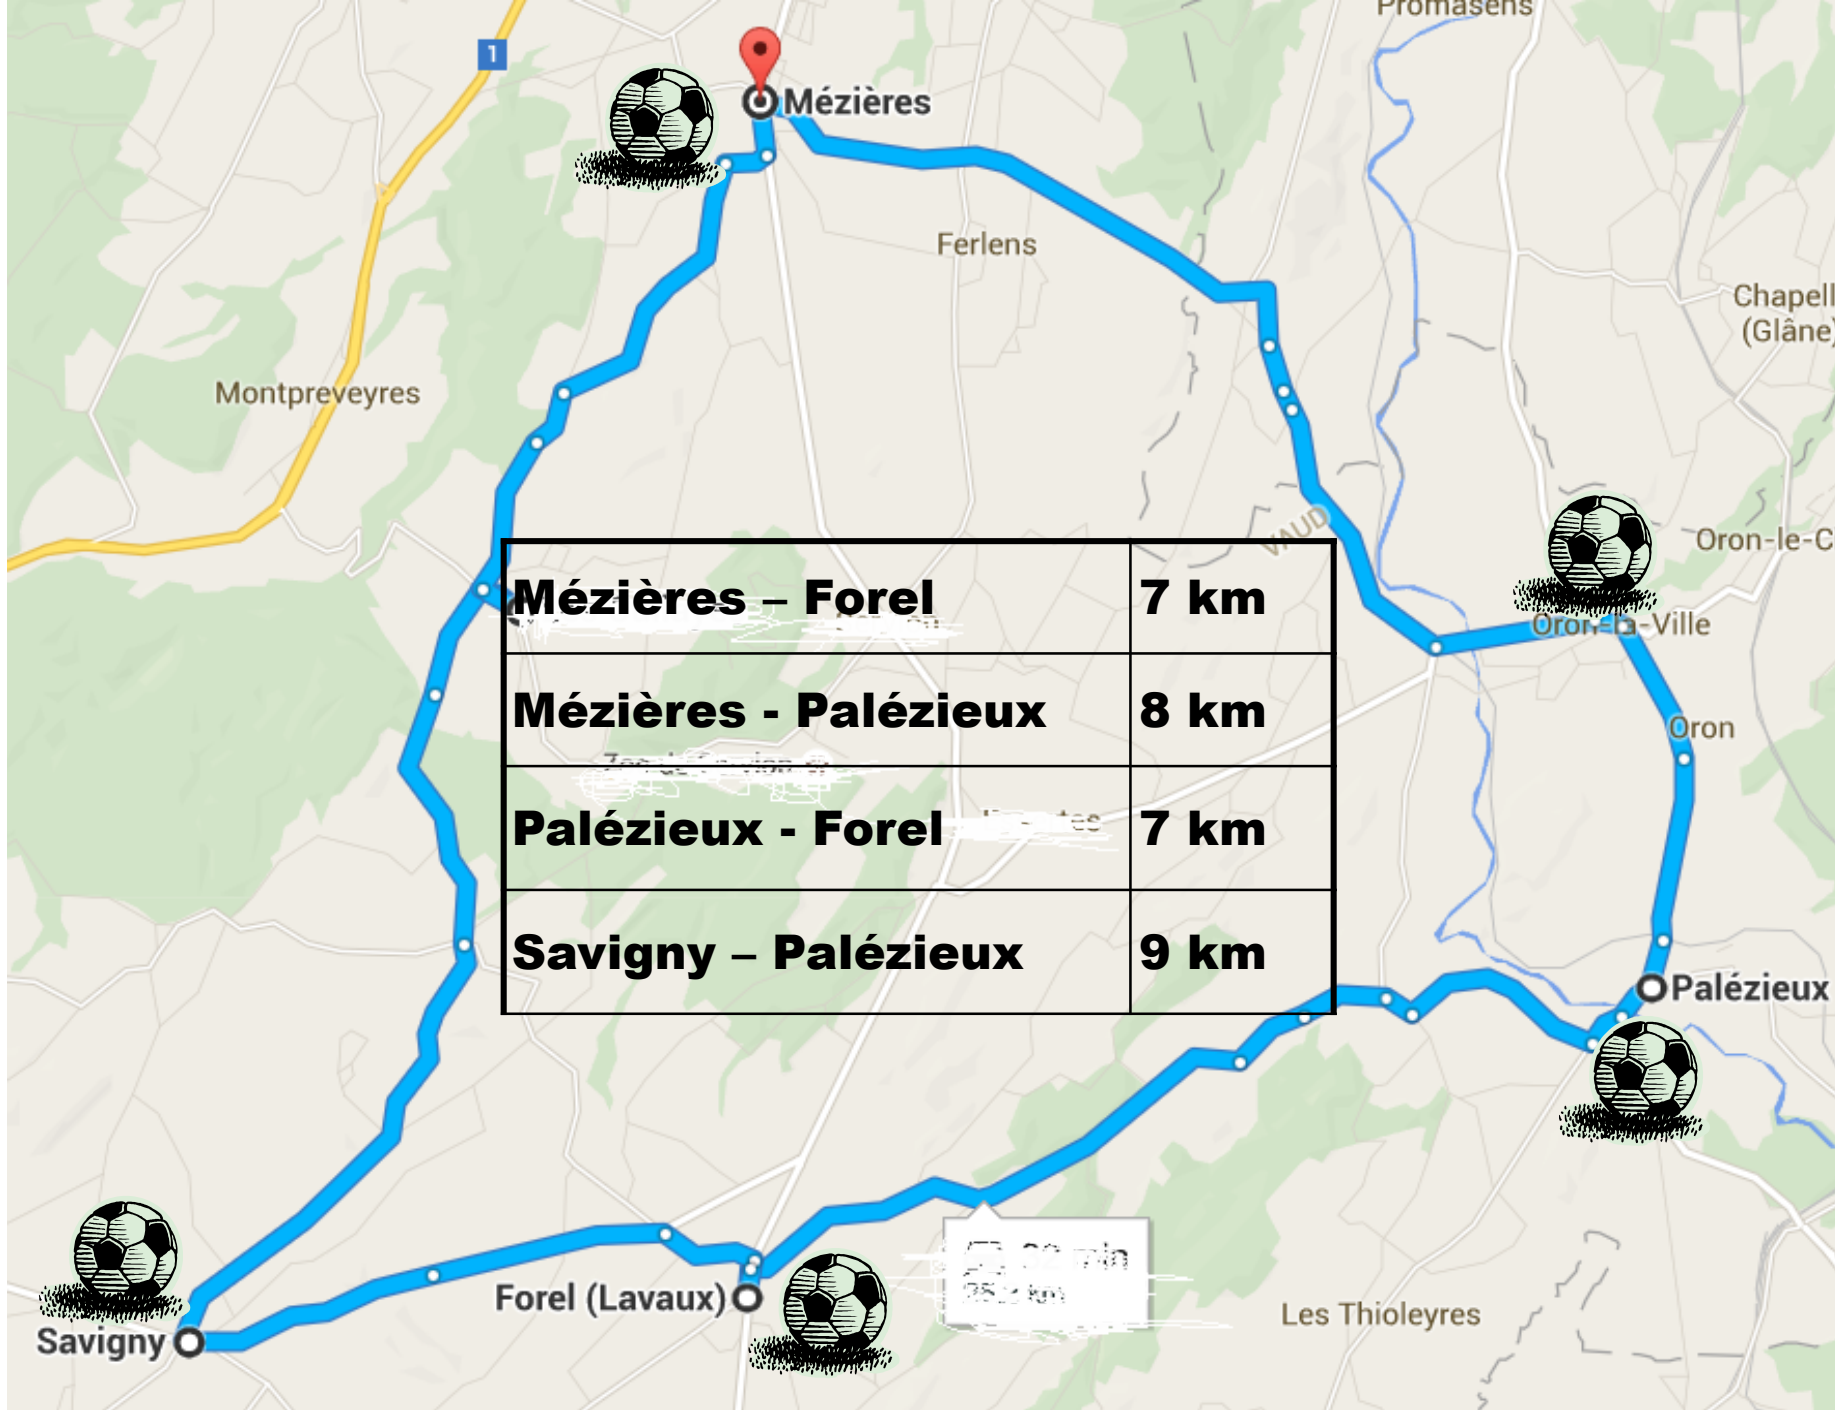 Promasens
1
Mézières
Ferlens
Chapell
(Glâne)
Montpreveyres
VAUD
Oron-le-C
Mézières – Forel 7 km
Oron-la-Ville
Mézières - Palézieux 8 km
Oron
Palézieux - Forel 7 km
Savigny – Palézieux 9 km
Palézieux
Forel (Lavaux)
Les Thioleyres
Savigny